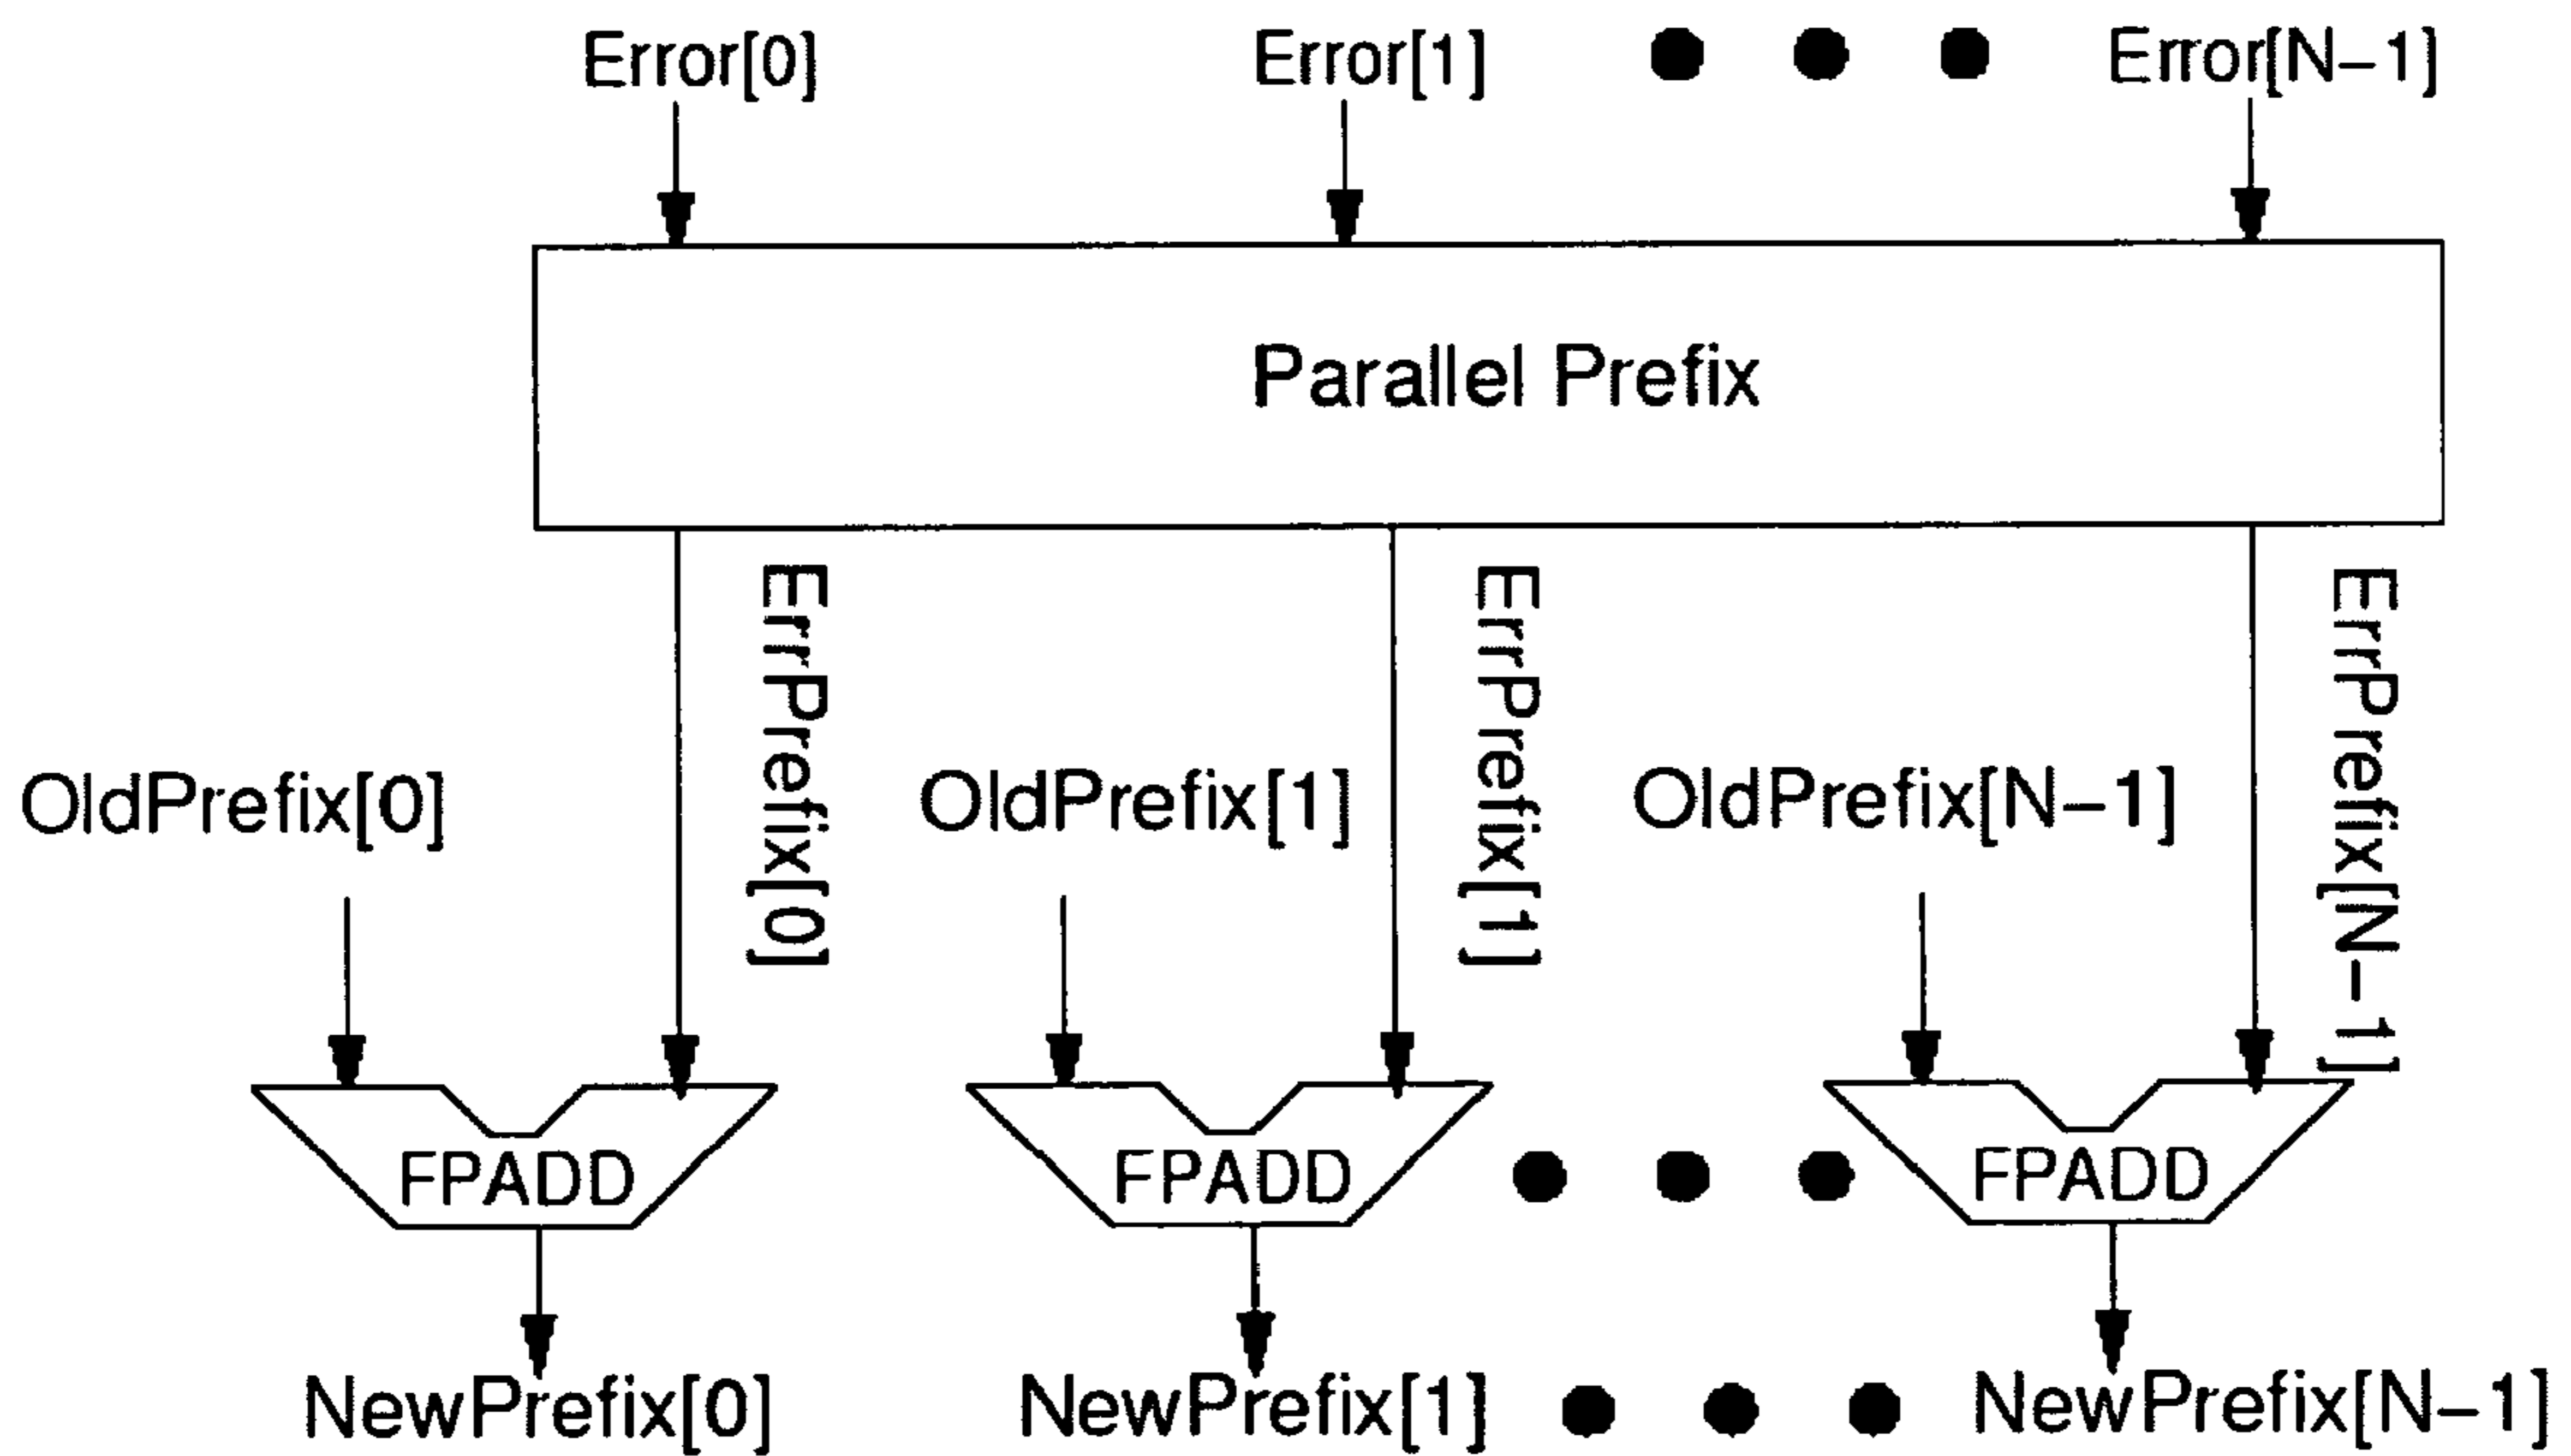 Error[0]
Error[1]
Error[N-1]
Parallel Prefix
ErrPrefix[0]
ErrPrefix[1]
ErrPrefix[N-1]
OldPrefix[0]
OldPrefix[1]
OldPrefix[N-1]
FPADD
FPADD
FPADD
NewPrefix[0]
NewPrefix[1]
NewPrefix[N-1]